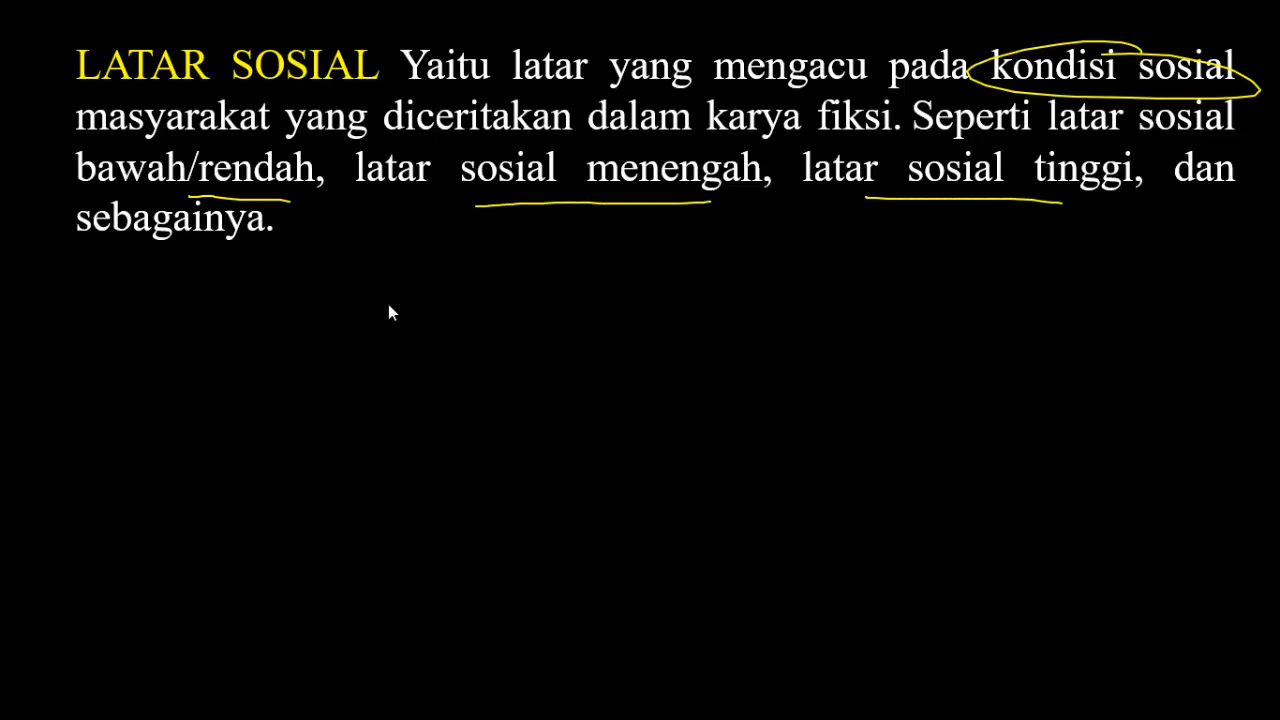 LATAR SOSIAL Yaitu latar yang mengacu pada kondisi sosial
masyarakat yang diceritakan dalam karya fiksi. Seperti latar sosial
bawah/rendah, latar sosial menengah, latar sosial tinggi, dan
sebagainya.